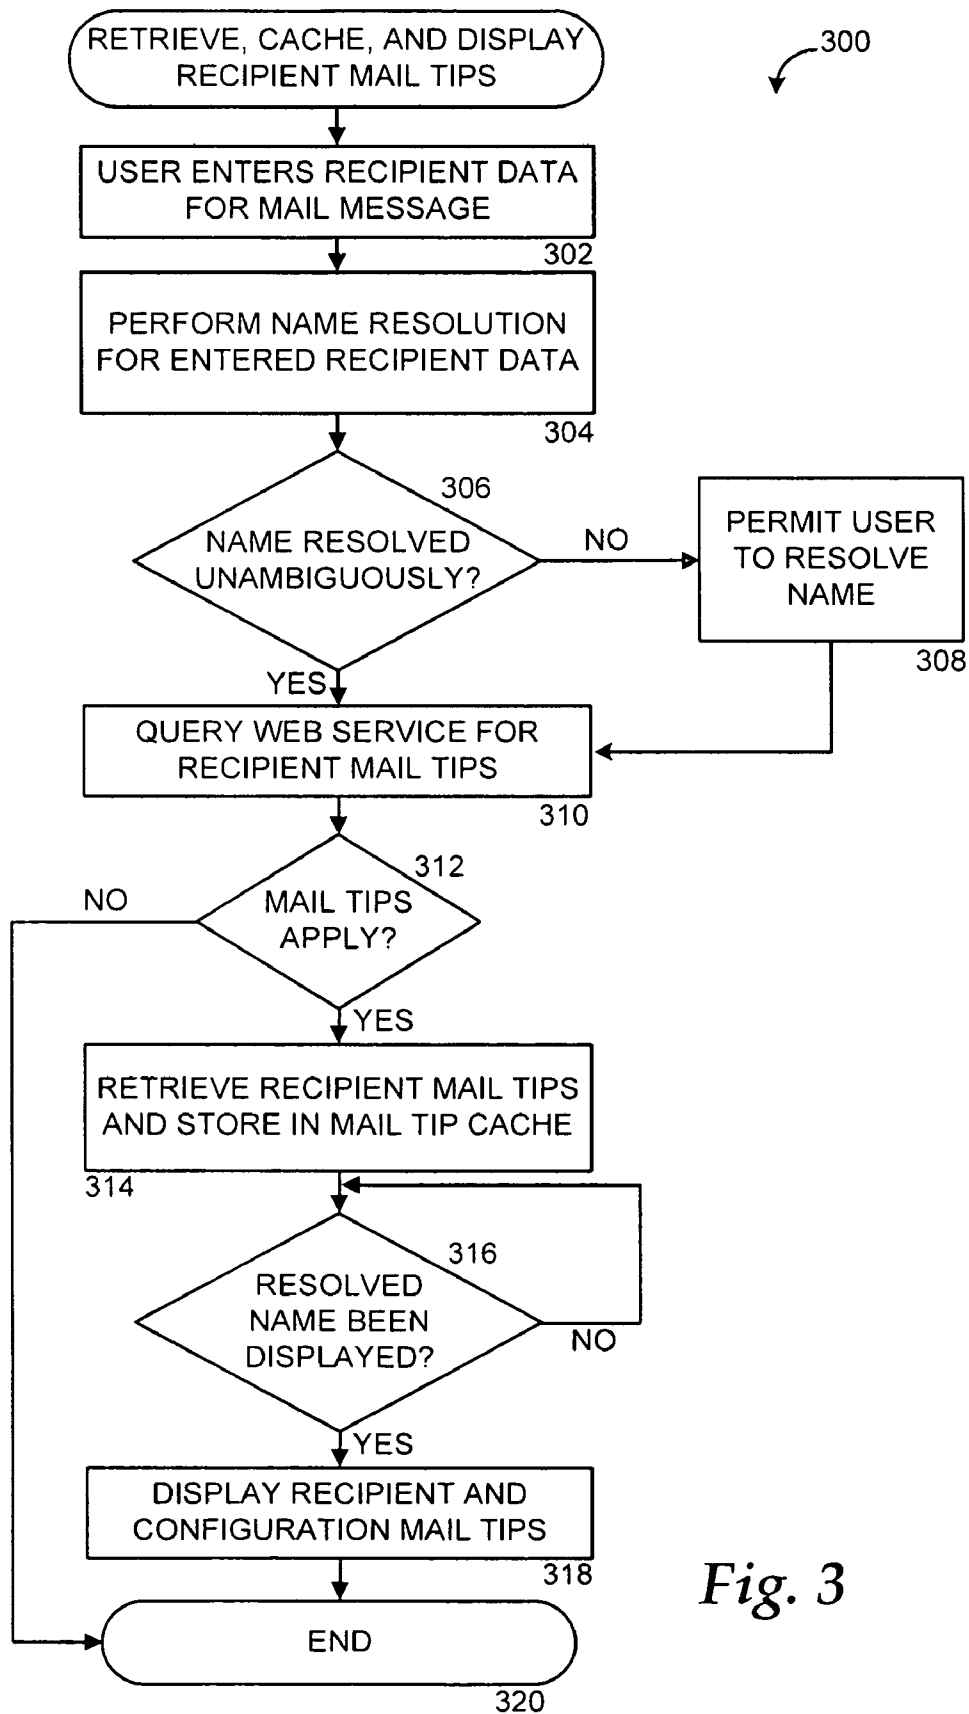 RETRIEVE, CACHE, AND DISPLAY
RECIPIENT MAIL TIPS
300
USER ENTERS RECIPIENT DATA
FOR MAIL MESSAGE
302
PERFORM NAME RESOLUTION
FOR ENTERED RECIPIENT DATA
304
306
NAME RESOLVED
UNAMBIGUOUSLY?
NO
PERMIT USER
TO RESOLVE
NAME
308
YES
QUERY WEB SERVICE FOR
RECIPIENT MAIL TIPS
310
312
MAIL TIPS
APPLY?
NO
YES
RETRIEVE RECIPIENT MAIL TIPS
AND STORE IN MAIL TIP CACHE
314
316
RESOLVED
NAME BEEN
DISPLAYED?
NO
YES
DISPLAY RECIPIENT AND
CONFIGURATION MAIL TIPS
318
Fig. 3
END
320